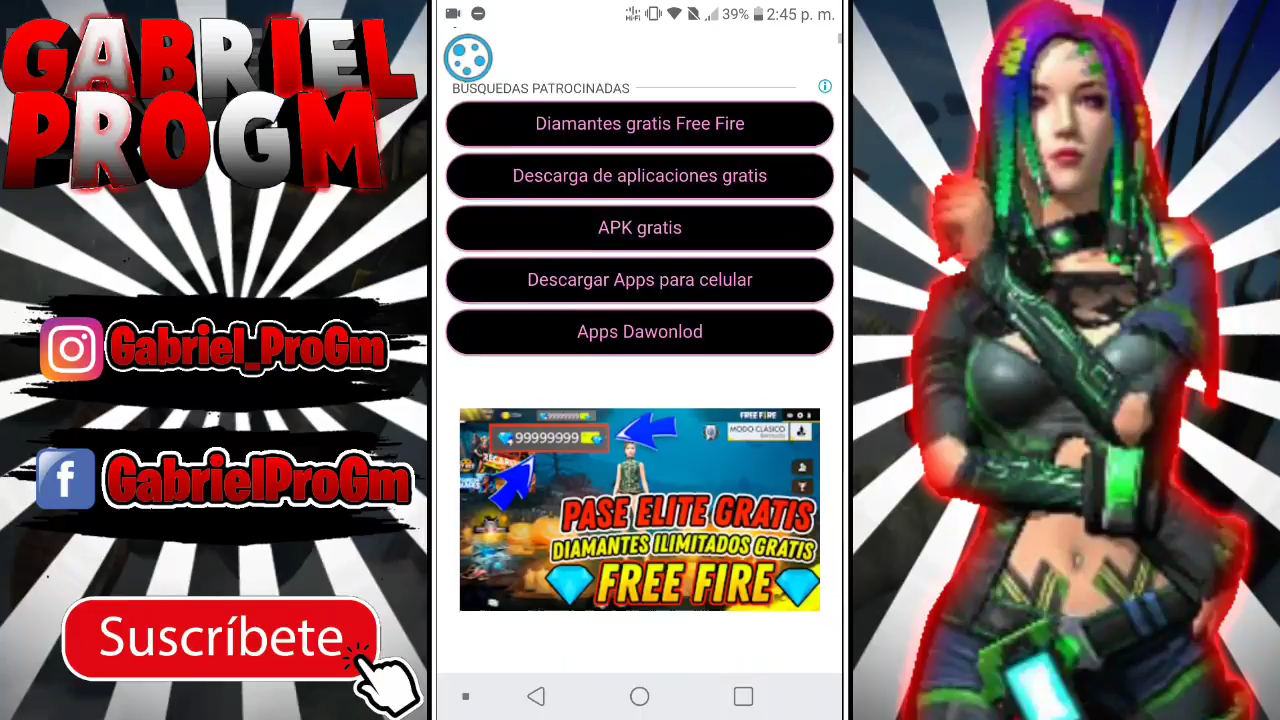 GABRIEL
PROGM
Gabriel_ProGm
GabrielProGm
Suscríbete
39% 2:45 p. m.
BÚSQUEDAS PATROCINADAS
Diamantes gratis Free Fire
Descarga de aplicaciones gratis
APK gratis
Descargar Apps para celular
Apps Dawonlod
FREE FIRE
99999999
MODO CLASICO
PASE ELITE GRATIS
DIAMANTES ILIMITADOS GRATIS
FREE FIRE